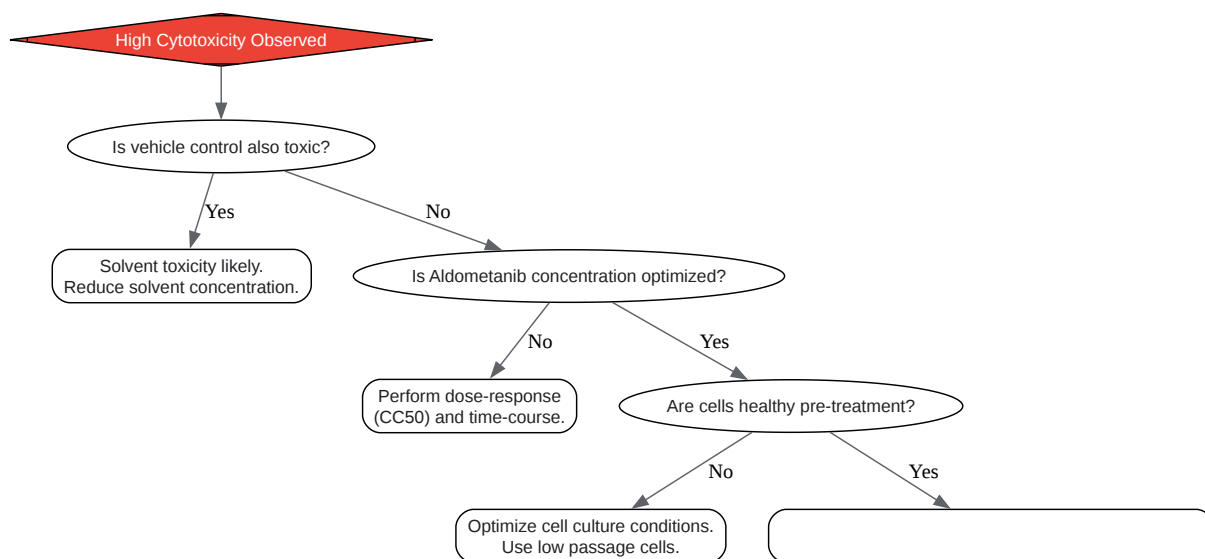 High Cytotoxicity Observed
Is vehicle control also toxic?
Yes
No
Solvent toxicity likely.
Reduce solvent concentration.
Is Aldometanib concentration optimized?
No
Yes
Perform dose-response
(CC50) and time-course.
Are cells healthy pre-treatment?
No
Yes
Optimize cell culture conditions.
Use low passage cells.